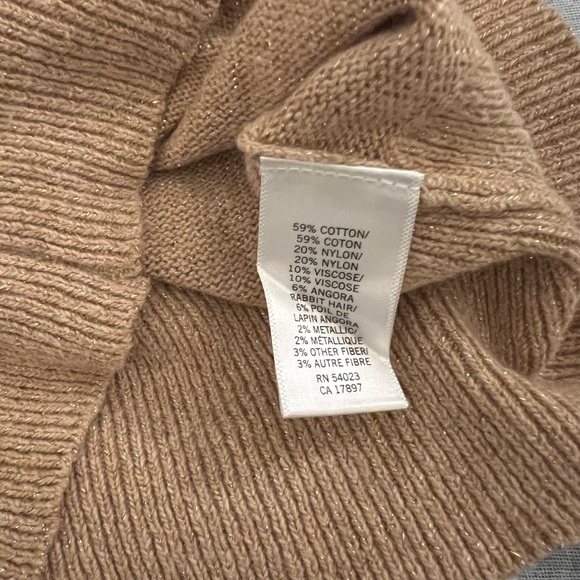 59% COTTON/
59% COTON
20% NYLON/
20% NYLON
10% VISCOSE/
10% VISCOSE
6% ANGORA
RABBIT HAIR/
6% POIL DE
LAPIN ANGORA
2% METALLIC/
2% MÉTALLIQUE
3% OTHER FIBER/
3% AUTRE FIBRE
RN 54023
CA 17897